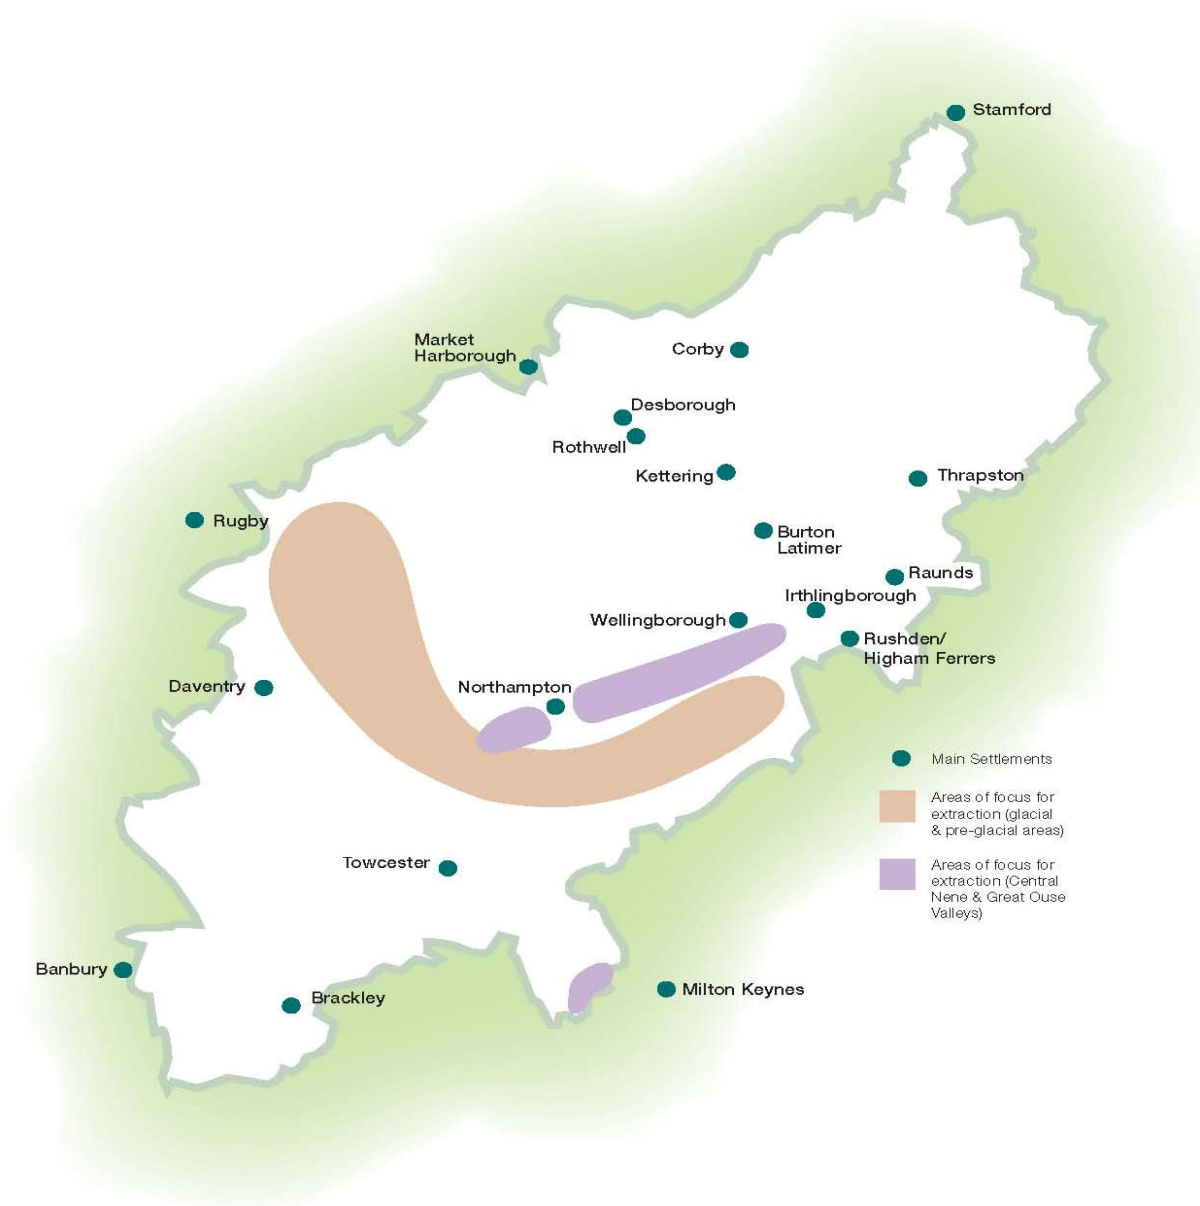 Stamford
Market
Harborough
Corby
Desborough
Rothwell
Kettering
Thrapston
Rugby
Burton
Latimer
Raunds
Irthlingborough
Wellingborough
Rushden/
Higham Ferrers
Daventry
Northampton
Main Settlements
Areas of focus for
extraction (glacial
& pre-glacial areas)
Towcester
Areas of focus for
extraction (Central
Nene & Great Ouse
Valleys)
Banbury
Brackley
Milton Keynes